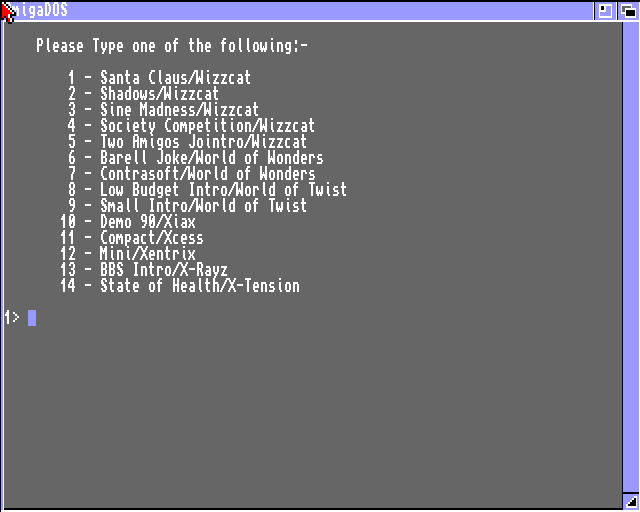 migaDOS
Please Type one of the following:-
1 - Santa Claus/Wizzcat
2 - Shadows/Wizzcat
3 - Sine Madness/Wizzcat
4 - Society Competition/Wizzcat
5 - Two Amigos Jointro/Wizzcat
6 - Barell Joke/World of Wonders
7 - Contrasoft/World of Wonders
8 - Low Budget Intro/World of Twist
9 - Small Intro/World of Twist
10 - Demo 90/Xiax
11 - Compact/Xcess
12 - Mini/Xentrix
13 - BBS Intro/X-Rayz
14 - State of Health/X-Tension
1>